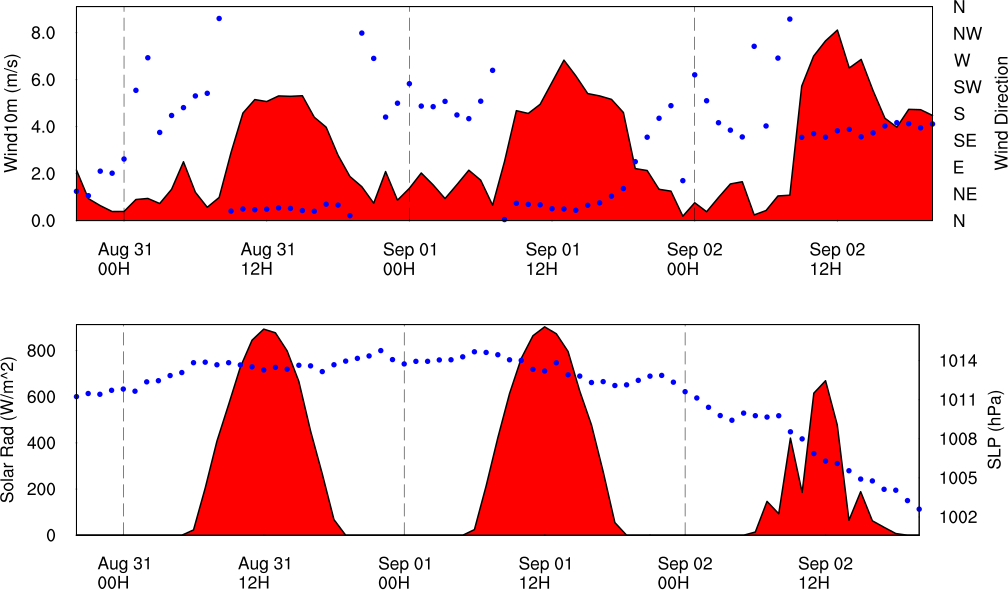 Wind10m (m/s)
8.0
6.0
4.0
2.0
0.0
N
NW
W
SW
S
SE
E
NE
N
Wind Direction
Aug 31
00H
Aug 31
12H
Sep 01
00H
Sep 01
12H
Sep 02
00H
Sep 02
12H
Solar Rad (W/m^2)
800
600
400
200
0
1014
1011
1008
1005
1002
SLP (hPa)
Aug 31
00H
Aug 31
12H
Sep 01
00H
Sep 01
12H
Sep 02
00H
Sep 02
12H